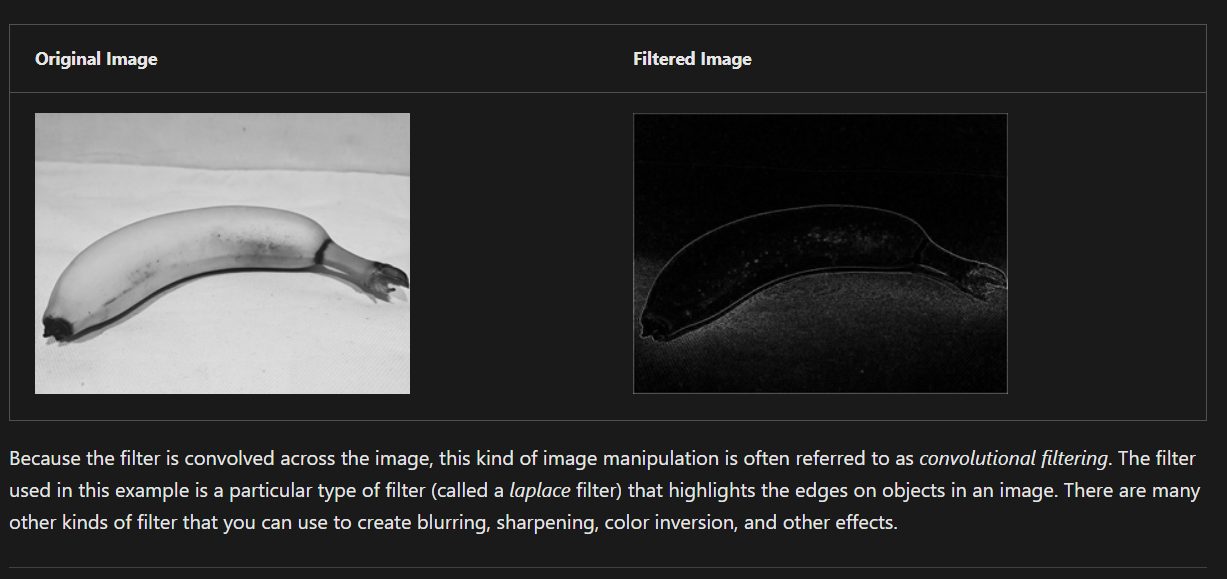 Original Image
Filtered Image
Because the filter is convolved across the image, this kind of image manipulation is often referred to as convolutional filtering. The filter
used in this example is a particular type of filter (called a laplace filter) that highlights the edges on objects in an image. There are many
other kinds of filter that you can use to create blurring, sharpening, color inversion, and other effects.